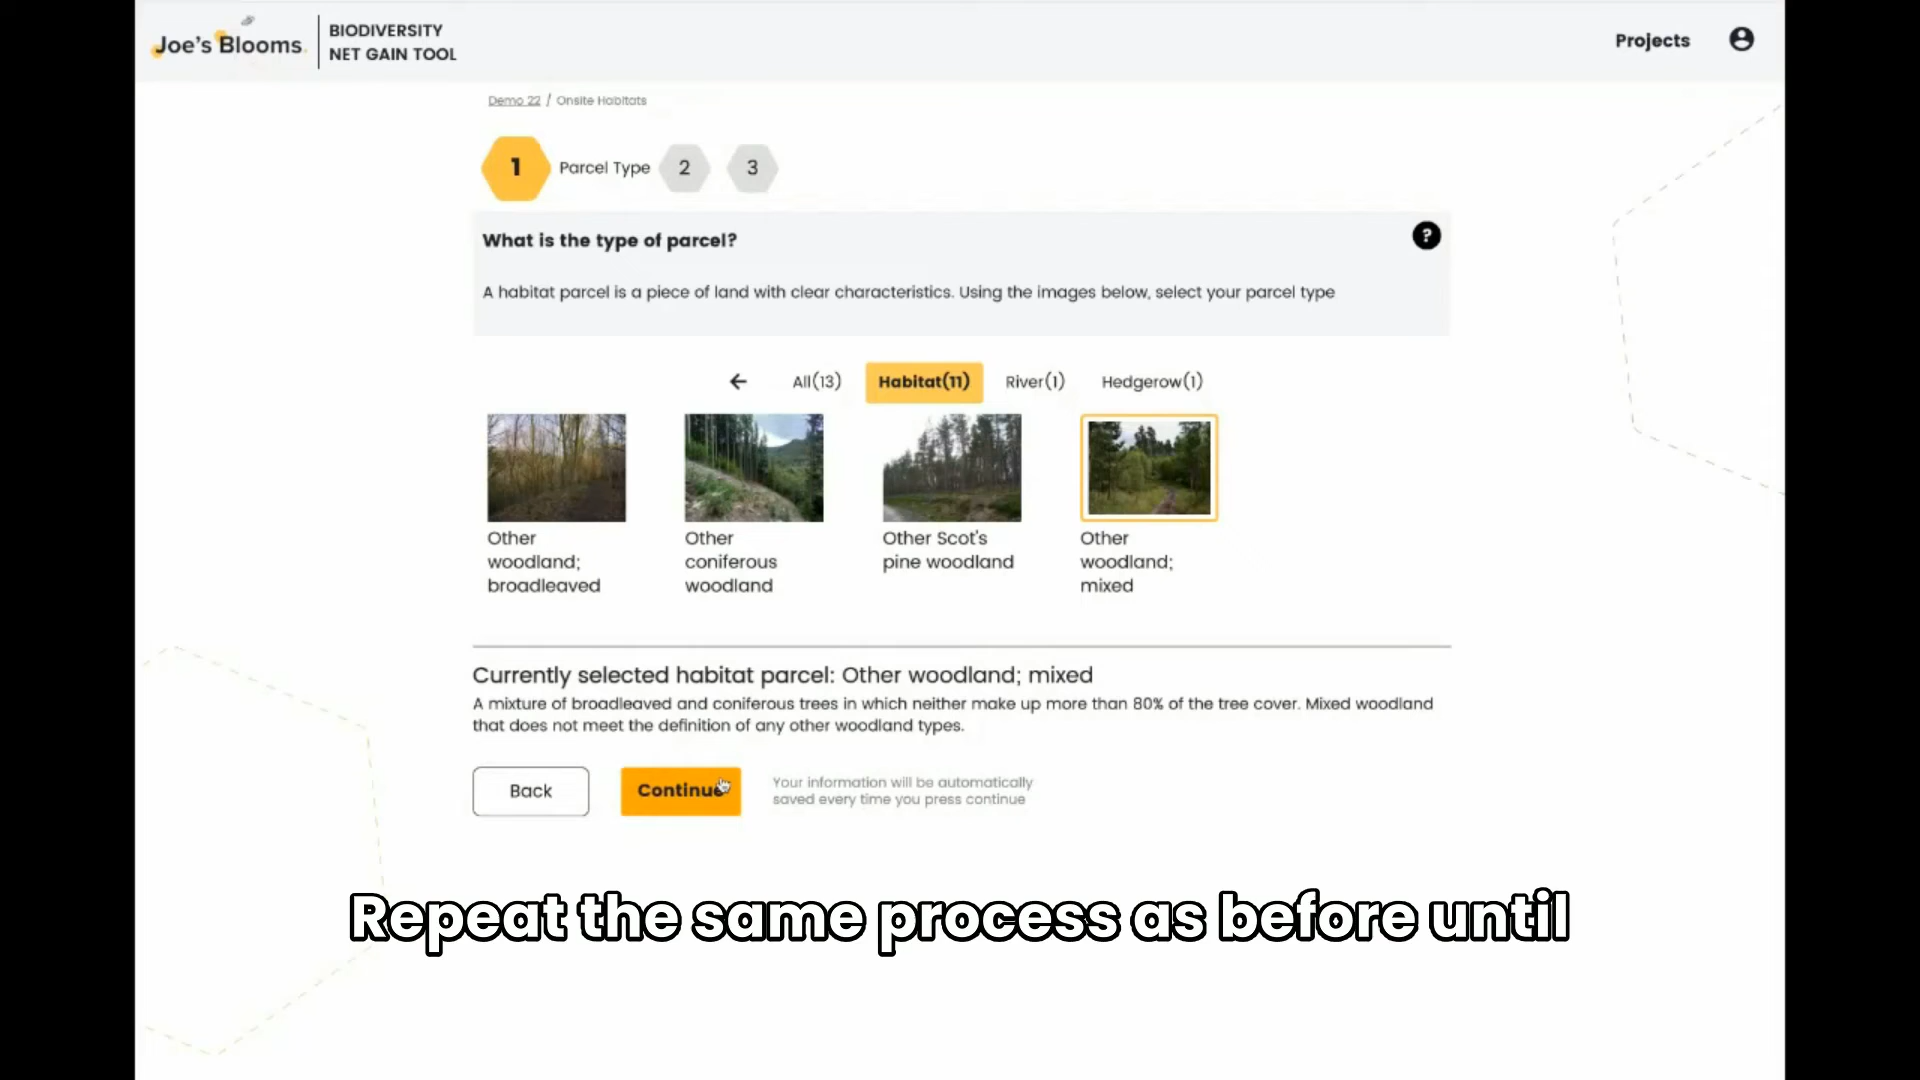 Joe's Blooms
BIODIVERSITY
NET GAIN TOOL
Projects
Demo 22 / Onsite Habitats
1 Parcel Type 2 3
What is the type of parcel?
?
A habitat parcel is a piece of land with clear characteristics. Using the images below, select your parcel type
All(13) Habitat(11) River(1) Hedgerow(1)
Other
woodland;
broadleaved
Other
coniferous
woodland
Other Scot's
pine woodland
Other
woodland;
mixed
Currently selected habitat parcel: Other woodland; mixed
A mixture of broadleaved and coniferous trees in which neither make up more than 80% of the tree cover. Mixed woodland
that does not meet the definition of any other woodland types.
Back
Continue
Your information will be automatically
saved every time you press continue
Repeat the same process as before until